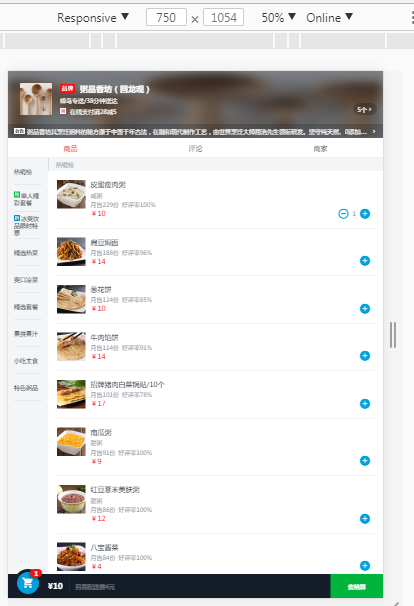 Responsive ▼ 750 × 1054 50% ▼ Online ▼
品牌 粥品香坊（回龙观）
蜂鸟专送/38分钟送达
在线支付满28减5
5个 >
粥品香坊其烹饪粥料的秘方源于中国千年古法，在融和现代制作工艺，由世界烹饪大师屈浩先生领衔研发。坚守纯天然、0添加...
商品 评论 商家
热销榜
单人精彩套餐
冰爽饮品限时特惠
精选热菜
爽口凉菜
精选套餐
果拼果汁
小吃主食
特色粥品
热销榜
皮蛋瘦肉粥
咸粥
月售229份 好评率100%
¥10
1
扁豆焖面
月售188份 好评率96%
¥14
葱花饼
月售124份 好评率85%
¥10
牛肉馅饼
月售114份 好评率91%
¥14
招牌猪肉白菜锅贴/10个
月售101份 好评率78%
¥17
南瓜粥
甜粥
月售91份 好评率100%
¥9
红豆薏米美肤粥
甜粥
月售86份 好评率100%
¥12
八宝酱菜
月售84份 好评率100%
¥4
1
¥10
另需配送费4元
去结算